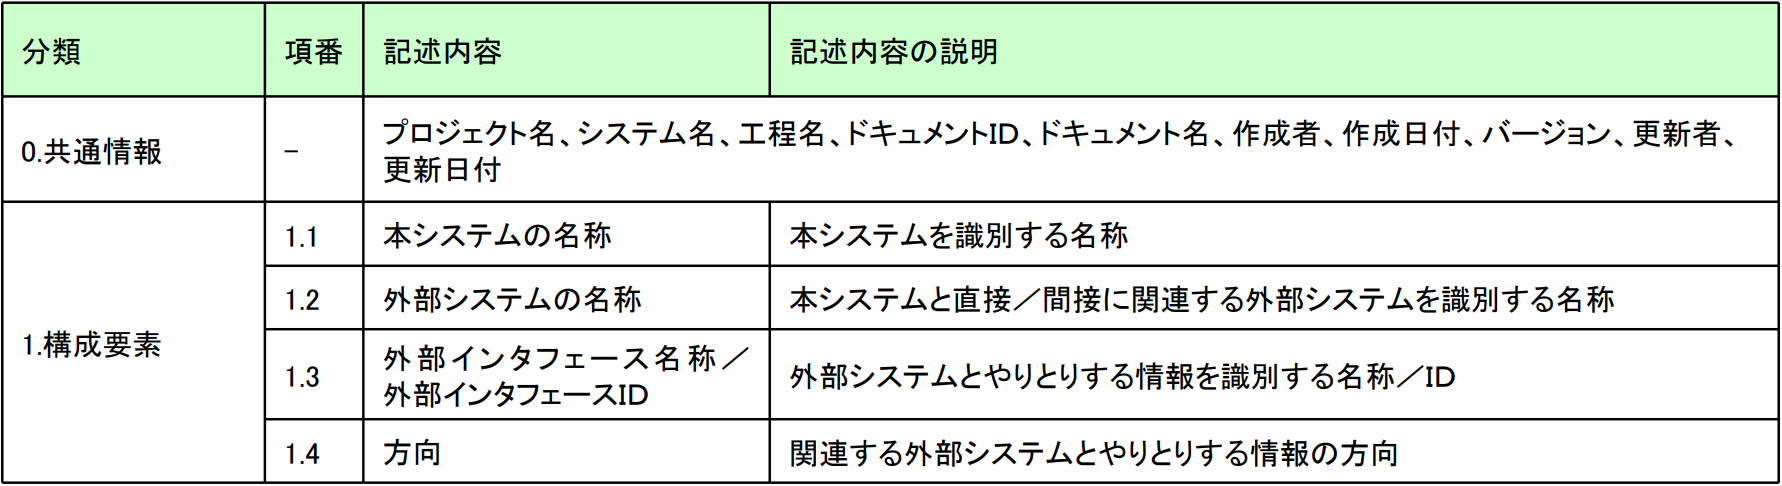 分類 項番 記述内容 記述内容の説明
0.共通情報 － プロジェクト名、システム名、工程名、ドキュメントID、ドキュメント名、作成者、作成日付、バージョン、更新者、
更新日付
1.構成要素
1.1 本システムの名称 本システムを識別する名称
1.2 外部システムの名称 本システムと直接／間接に関連する外部システムを識別する名称
1.3 外部インタフェース名称／
外部インタフェースID 外部システムとやりとりする情報を識別する名称／ID
1.4 方向 関連する外部システムとやりとりする情報の方向